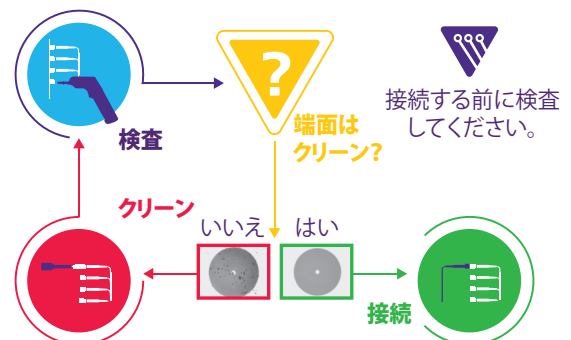 ?
接続する前に検査
してください。
検査
端面は
クリーン?
クリーン
いいえ はい
接続